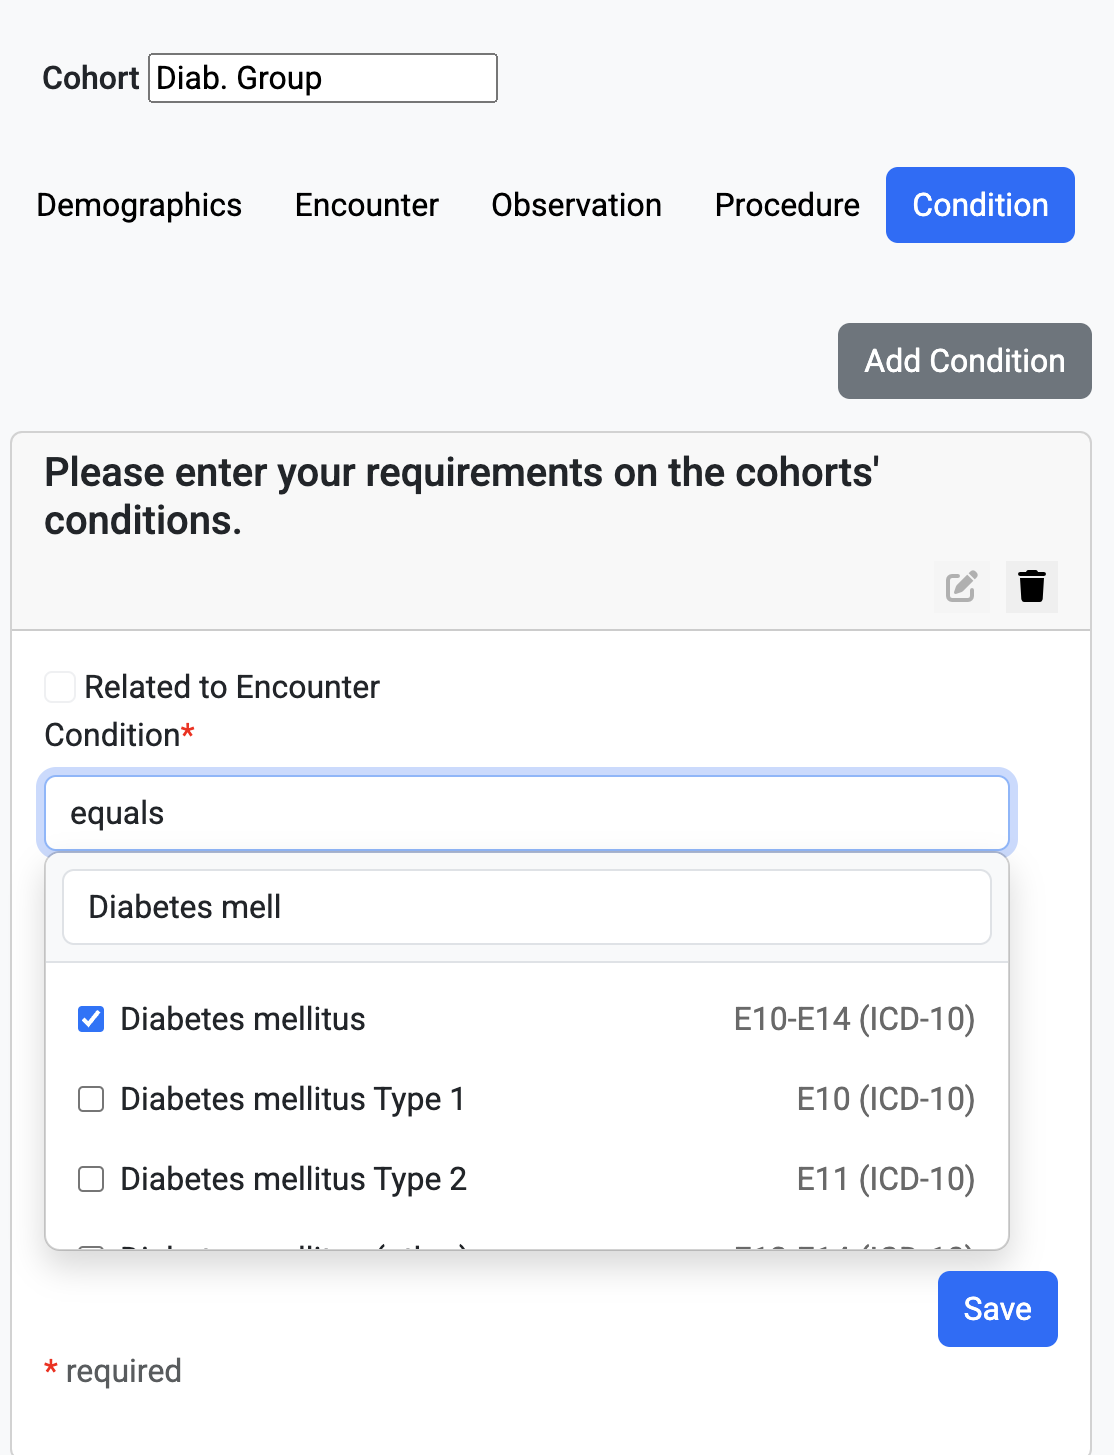 Cohort Diab. Group
Demographics Encounter Observation Procedure Condition
Add Condition
Please enter your requirements on the cohorts'
conditions.
Related to Encounter
Condition*
equals
Diabetes mell
Diabetes mellitus E10-E14 (ICD-10)
Diabetes mellitus Type 1 E10 (ICD-10)
Diabetes mellitus Type 2 E11 (ICD-10)
Save
* required